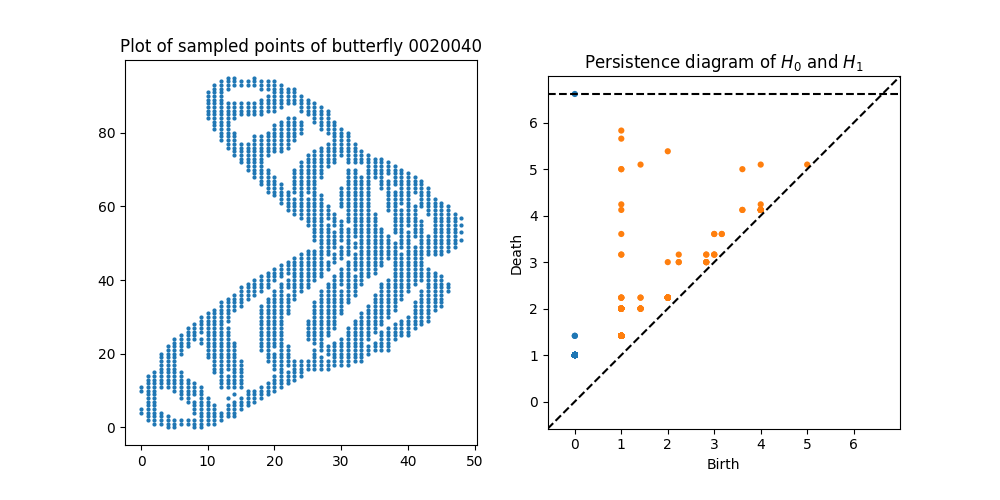 Plot of sampled points of butterfly 0020040
80
60
40
20
0
0 10 20 30 40 50
Persistence diagram of $H_0$ and $H_1$
Death
6
5
4
3
2
1
0
0 1 2 3 4 5 6
Birth